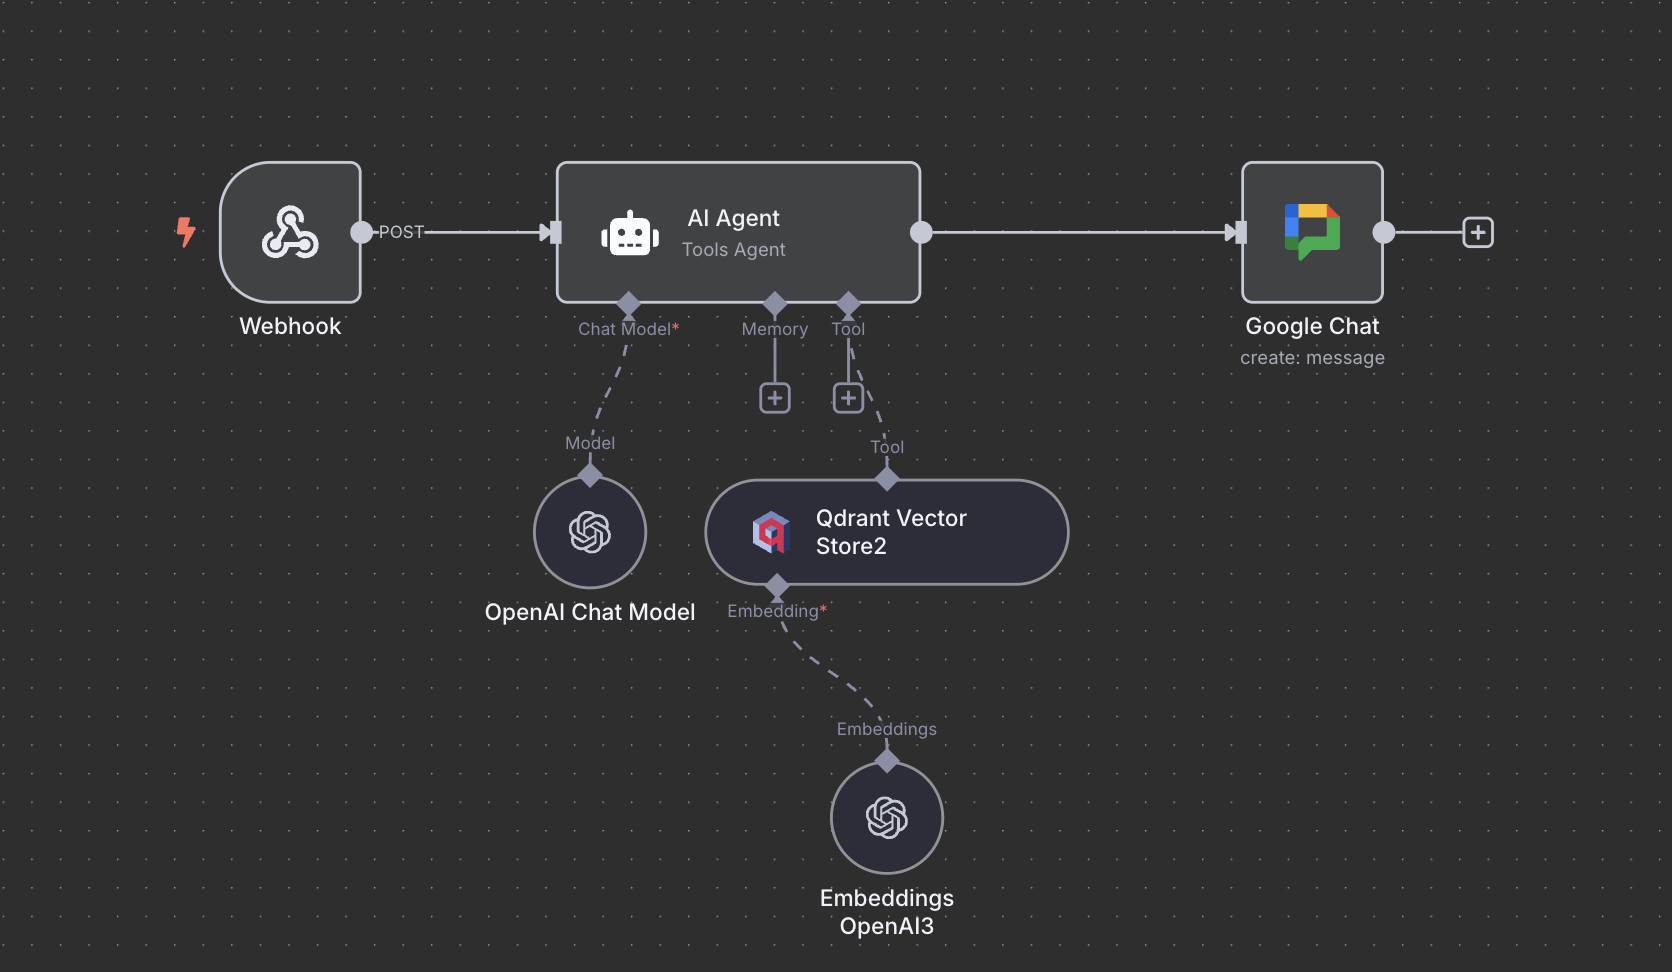 POST
AI Agent
Tools Agent
Webhook
Chat Model*
Memory
Tool
Google Chat
create: message
Model
Tool
Qdrant Vector
Store2
OpenAI Chat Model
Embedding*
Embeddings
Embeddings
OpenAI3